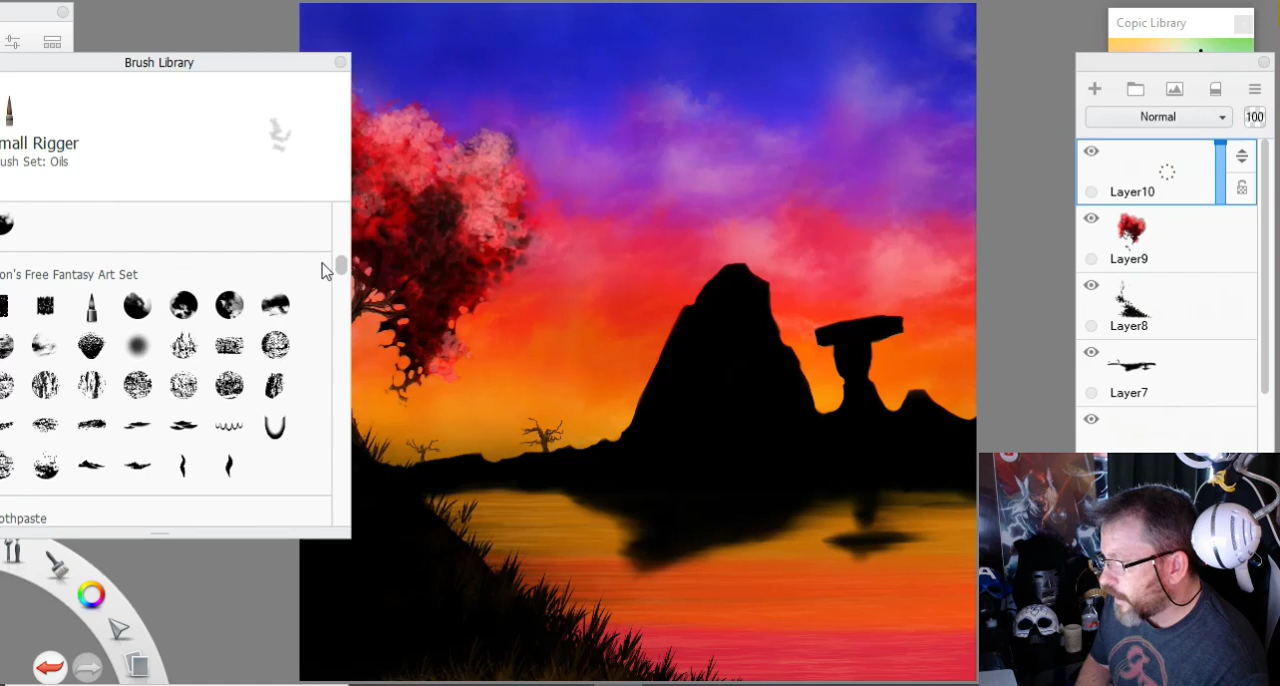 Brush Library
mall Rigger
ush Set: Oils
on's Free Fantasy Art Set
othpaste
Copic Library
Normal
100
Layer10
Layer9
Layer8
Layer7